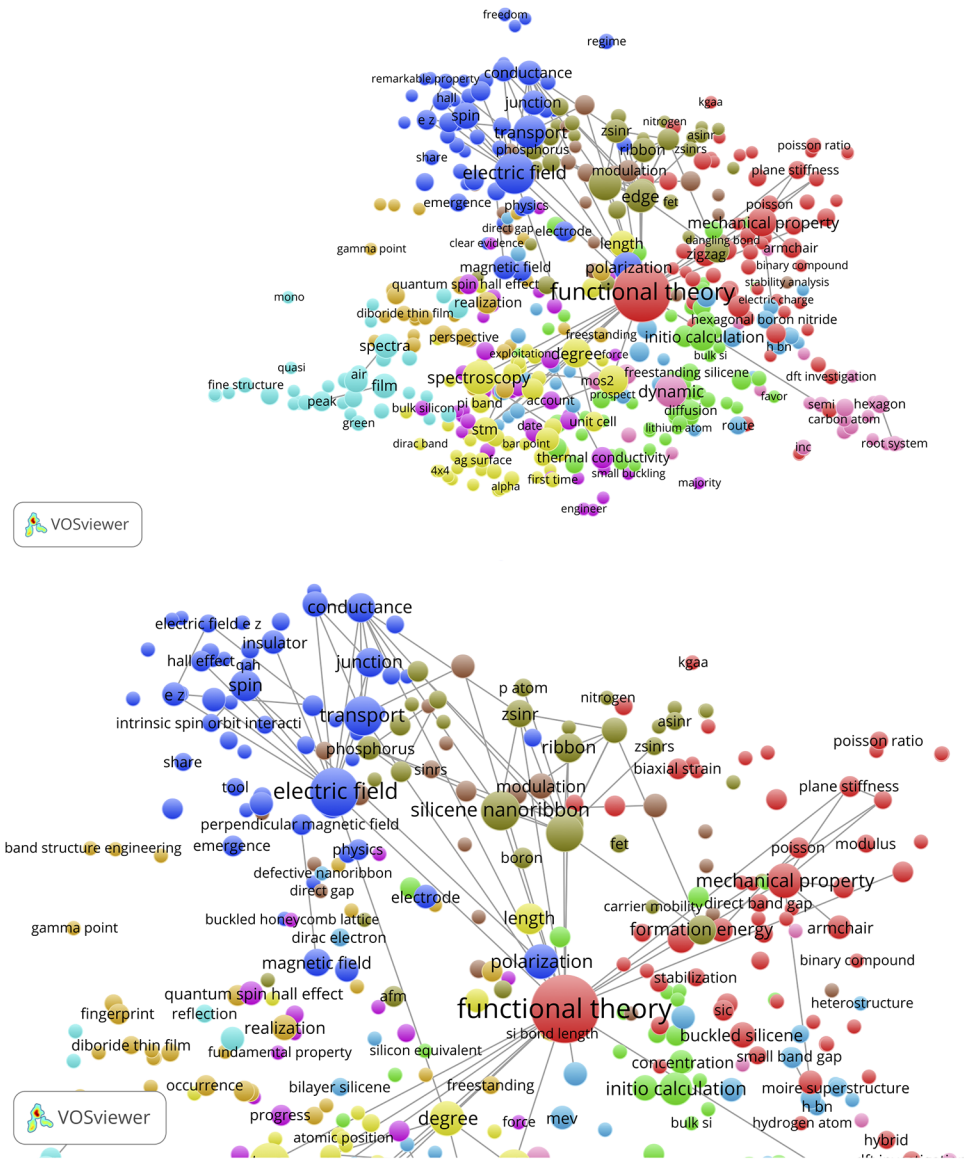 freedom
regime
conductance
remarkable property
hall
junction
kgaa
spin
e z
nitrogen
transport
zsinr
asinr
phosphorus
ribbon
zsinrs
poisson ratio
share
electric field
modulation
plane stiffness
emergence
physics
edge
fet
poisson
direct gap
electrode
mechanical property
clear evidence
length
dangling bond
gamma point
zigzag
armchair
magnetic field
polarization
binary compound
quantum spin hall effect
functional theory
stability analysis
mono
realization
electric charge
diboride thin film
hexagonal boron nitride
perspective
freestanding
initio calculation
spectra
exploitation
degree
force
h bn
bulk si
quasi
air
spectroscopy
mos2
freestanding silicene
dft investigation
fine structure
film
prospect
dynamic
favor
peak
bulk silicon
pi band
account
diffusion
semi
hexagon
green
date
unit cell
lithium atom
route
carbon atom
stm
dirac band
bar point
root system
inc
ag surface
thermal conductivity
4x4
small buckling
alpha
first time
majority
engineer
VOSviewer
conductance
electric field e z
insulator
hall effect
qah
junction
kgaa
e z
spin
p atom
nitrogen
intrinsic spin orbit interacti
transport
zsinr
asinr
share
phosphorus
ribbon
zsinrs
poisson ratio
sinrs
biaxial strain
tool
electric field
modulation
plane stiffness
silicene nanoribbon
perpendicular magnetic field
band structure engineering
emergence
physics
boron
fet
poisson
modulus
defective nanoribbon
direct gap
mechanical property
electrode
carrier mobility
direct band gap
gamma point
buckled honeycomb lattice
length
formation energy
armchair
dirac electron
magnetic field
polarization
binary compound
quantum spin hall effect
afm
stabilization
fingerprint
reflection
functional theory
sic
heterostructure
realization
si bond length
buckled silicene
diboride thin film
fundamental property
silicon equivalent
concentration
small band gap
occurrence
bilayer silicene
freestanding
initio calculation
moire superstructure
h bn
progress
degree
force
mev
bulk si
hydrogen atom
VOSviewer
atomic position
hybrid